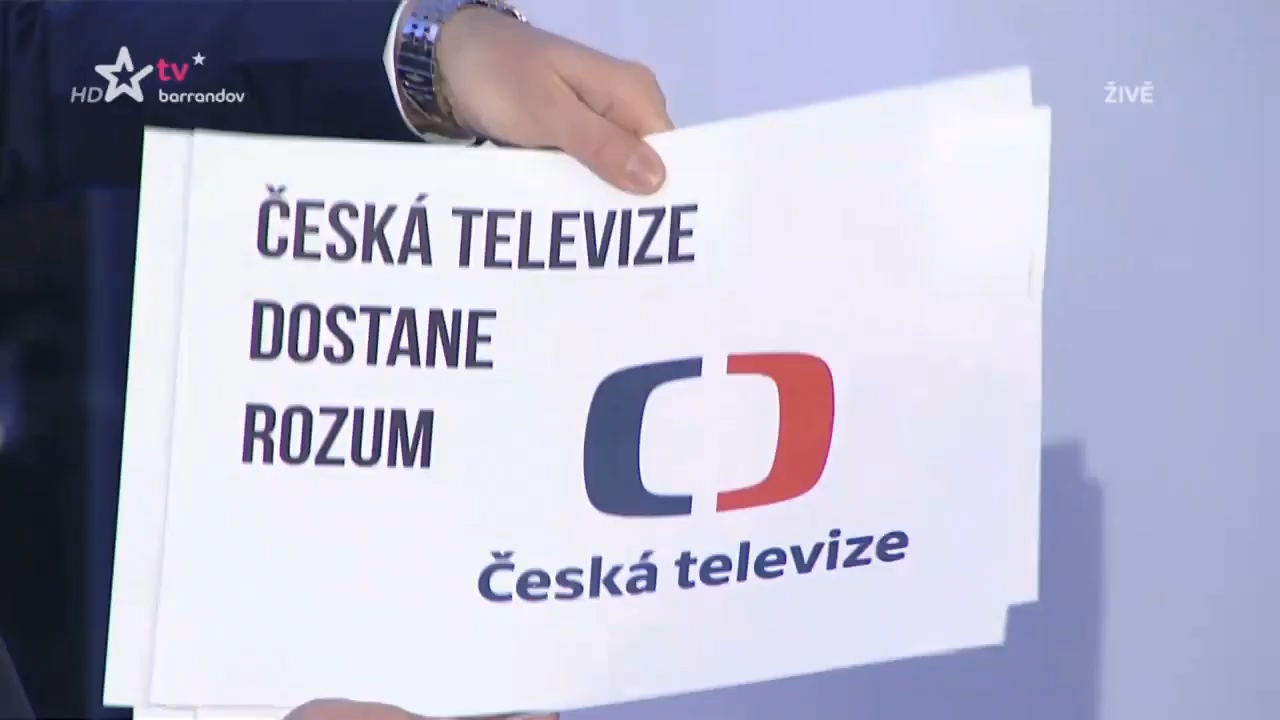 HD tv
barrandov
ŽIVĚ
ČESKÁ TELEVIZE
DOSTANE
ROZUM
Česká televize